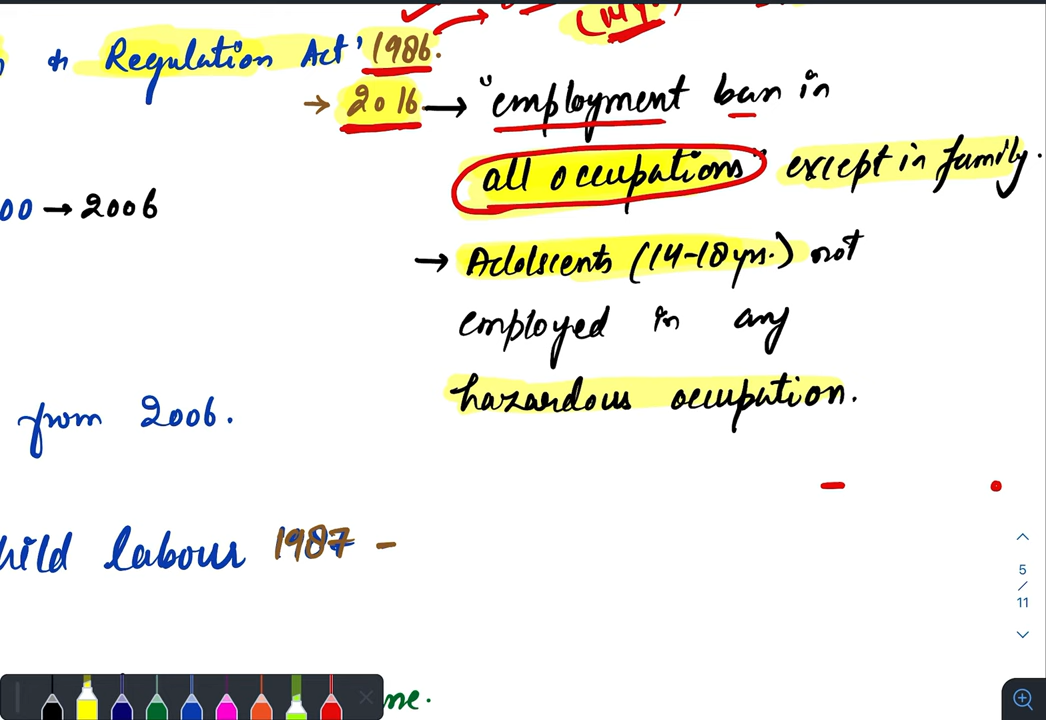 Regulation Act' 1986.
→ 2016 → "employment ban in
all occupations" except in family.
00 → 2006
→ Adolscents (14-18 yrs.) not
employed in any
hazardous occupation.
from 2006.
hild labour 1987 -
5
/
11
me.